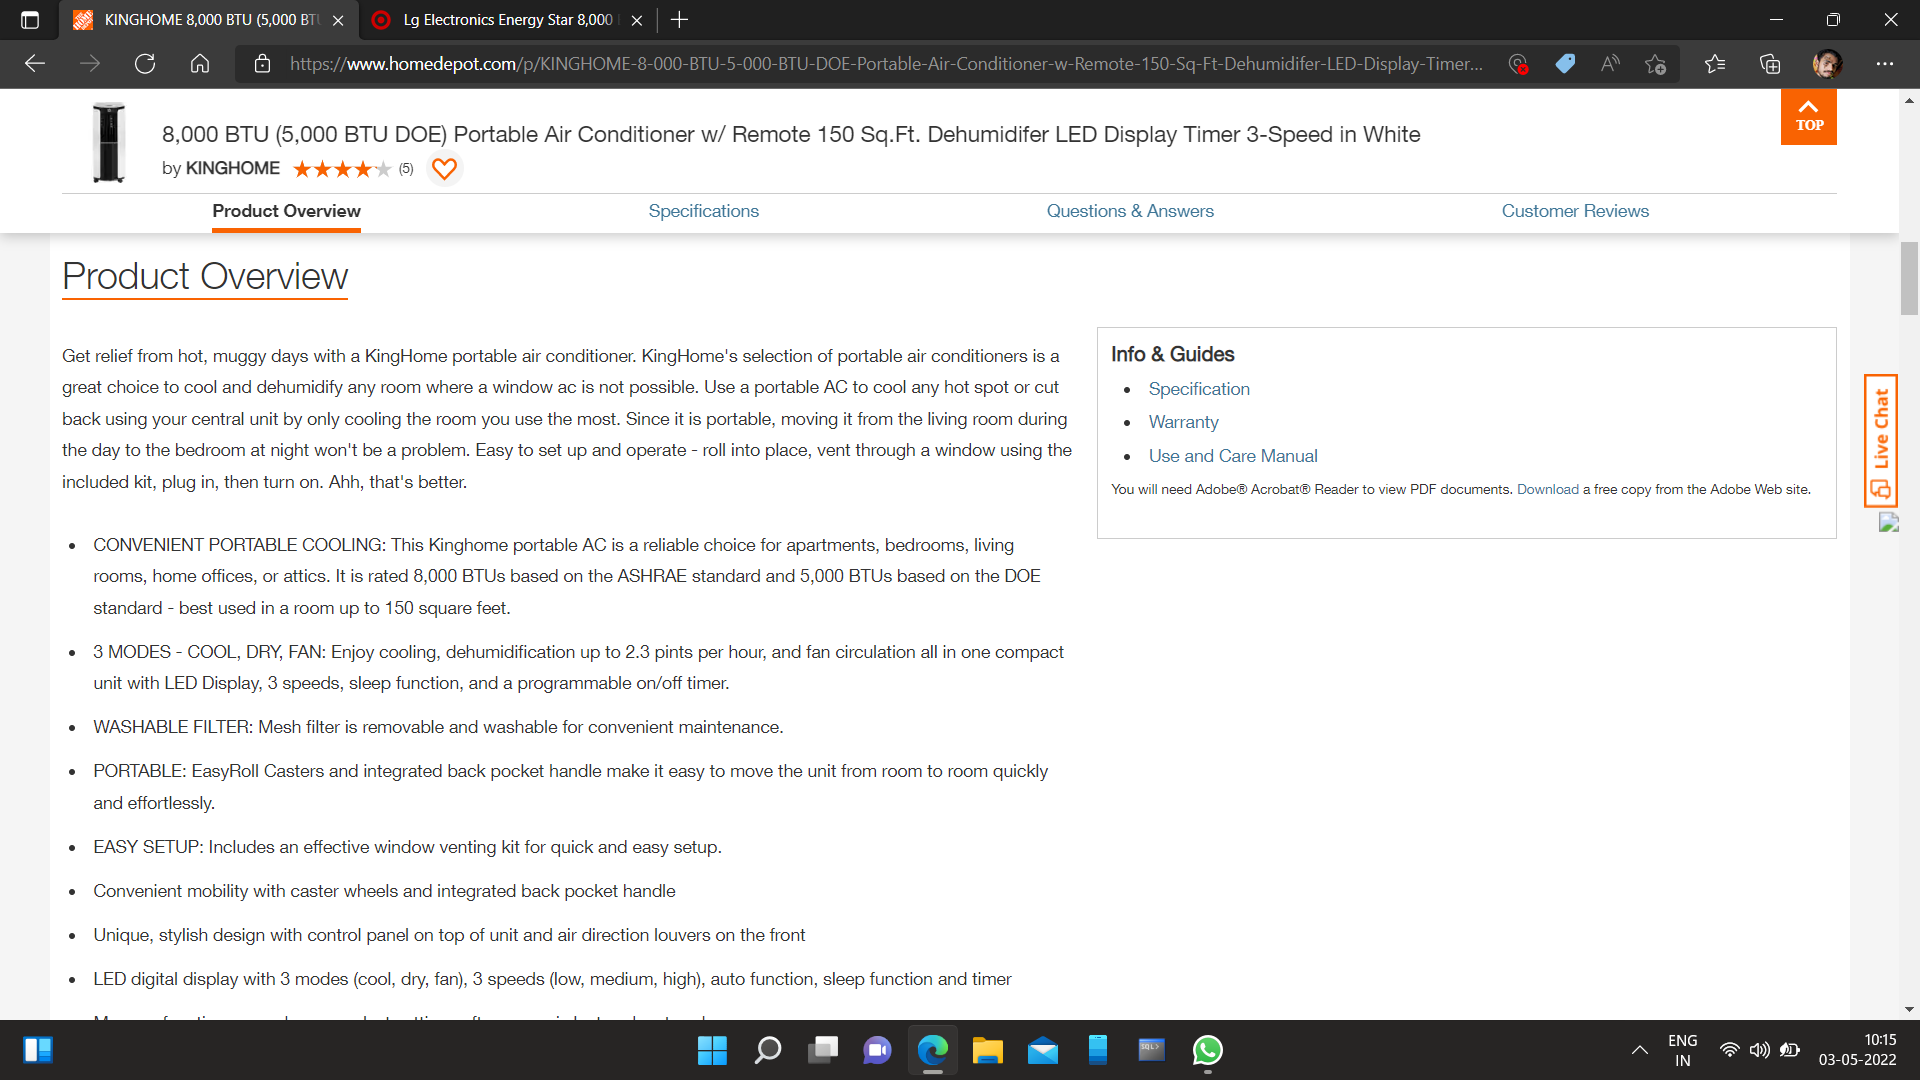 KINGHOME 8,000 BTU (5,000 BTU
Lg Electronics Energy Star 8,000
https://www.homedepot.com/p/KINGHOME-8-000-BTU-5-000-BTU-DOE-Portable-Air-Conditioner-w-Remote-150-Sq-Ft-Dehumidifer-LED-Display-Timer...
8,000 BTU (5,000 BTU DOE) Portable Air Conditioner w/ Remote 150 Sq.Ft. Dehumidifer LED Display Timer 3-Speed in White
TOP
by KINGHOME (5)
Product Overview Specifications Questions & Answers Customer Reviews
Product Overview
Get relief from hot, muggy days with a KingHome portable air conditioner. KingHome's selection of portable air conditioners is a
great choice to cool and dehumidify any room where a window ac is not possible. Use a portable AC to cool any hot spot or cut
back using your central unit by only cooling the room you use the most. Since it is portable, moving it from the living room during
the day to the bedroom at night won't be a problem. Easy to set up and operate - roll into place, vent through a window using the
included kit, plug in, then turn on. Ahh, that's better.
• CONVENIENT PORTABLE COOLING: This Kinghome portable AC is a reliable choice for apartments, bedrooms, living
rooms, home offices, or attics. It is rated 8,000 BTUs based on the ASHRAE standard and 5,000 BTUs based on the DOE
standard - best used in a room up to 150 square feet.
• 3 MODES - COOL, DRY, FAN: Enjoy cooling, dehumidification up to 2.3 pints per hour, and fan circulation all in one compact
unit with LED Display, 3 speeds, sleep function, and a programmable on/off timer.
• WASHABLE FILTER: Mesh filter is removable and washable for convenient maintenance.
• PORTABLE: EasyRoll Casters and integrated back pocket handle make it easy to move the unit from room to room quickly
and effortlessly.
• EASY SETUP: Includes an effective window venting kit for quick and easy setup.
• Convenient mobility with caster wheels and integrated back pocket handle
• Unique, stylish design with control panel on top of unit and air direction louvers on the front
• LED digital display with 3 modes (cool, dry, fan), 3 speeds (low, medium, high), auto function, sleep function and timer
Info & Guides
• Specification
• Warranty
• Use and Care Manual
You will need Adobe® Acrobat® Reader to view PDF documents. Download a free copy from the Adobe Web site.
Live Chat
SQL>
ENG
IN
10:15
03-05-2022